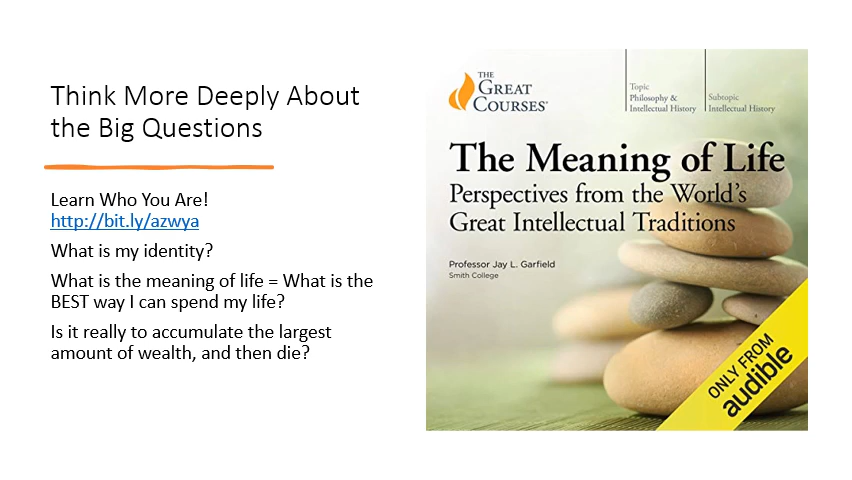 Think More Deeply About
the Big Questions
Learn Who You Are!
http://bit.ly/azwya
What is my identity?
What is the meaning of life = What is the
BEST way I can spend my life?
Is it really to accumulate the largest
amount of wealth, and then die?
THE
GREAT
COURSES®
Topic
Philosophy &
Intellectual History
Subtopic
Intellectual History
The Meaning of Life
Perspectives from the World's
Great Intellectual Traditions
Professor Jay L. Garfield
Smith College
ONLY FROM
audible